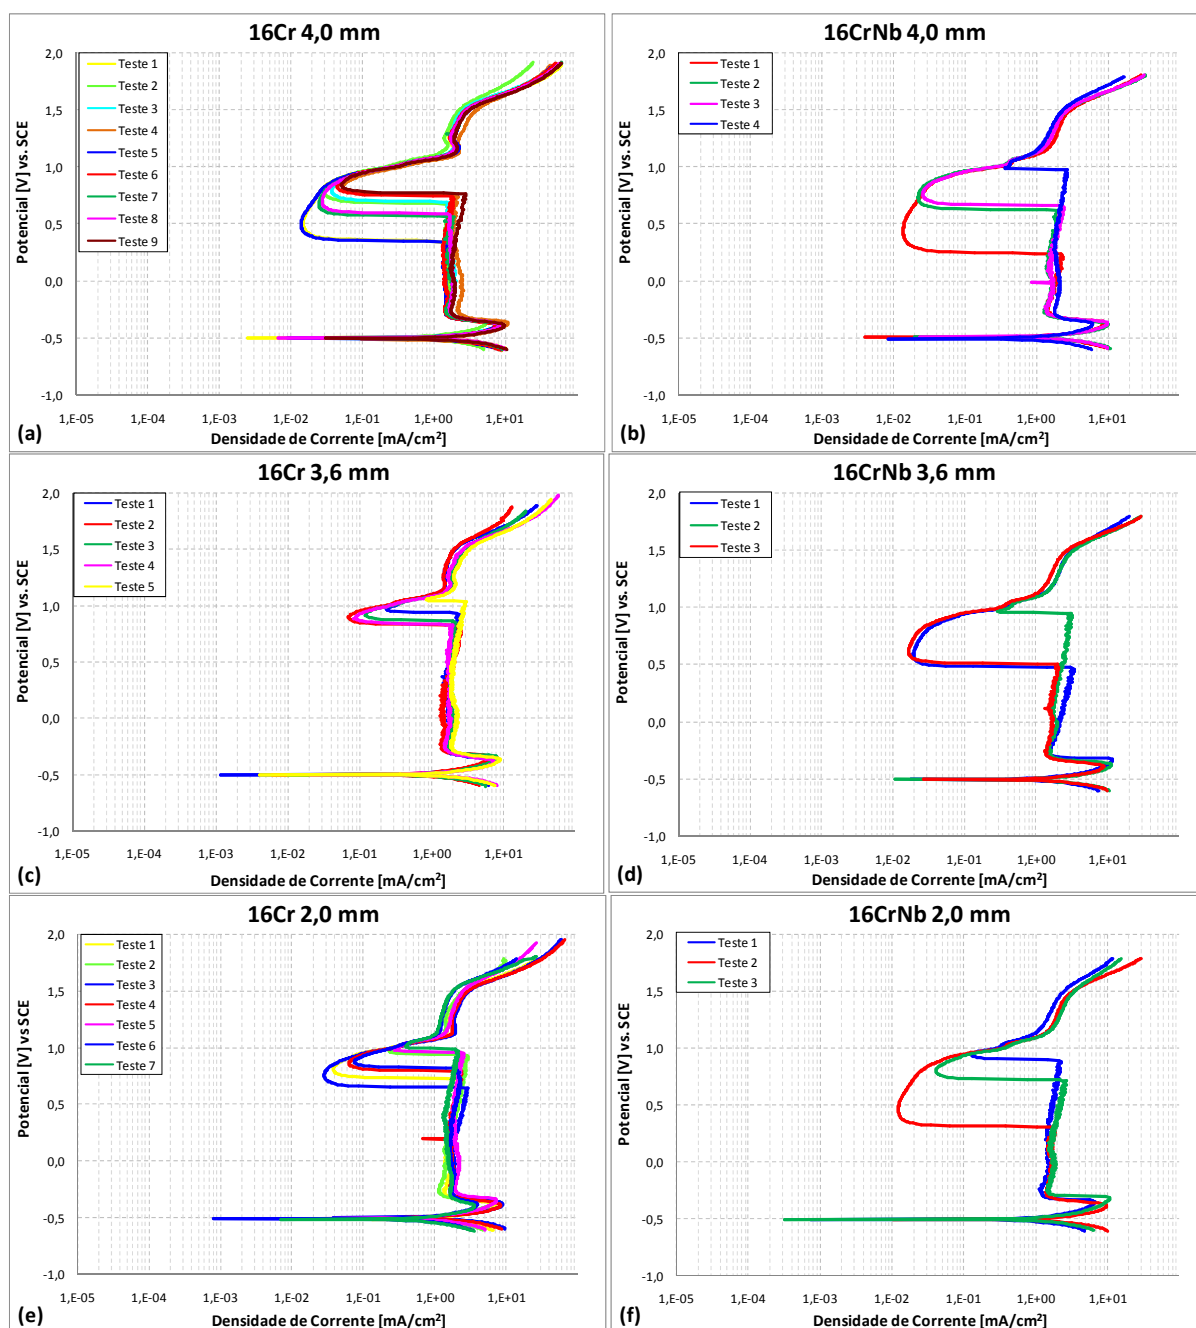 16Cr 4,0 mm
2,0
1,5
1,0
0,5
0,0
-0,5
-1,0
Potencial [V] vs. SCE
Teste 1
Teste 2
Teste 3
Teste 4
Teste 5
Teste 6
Teste 7
Teste 8
Teste 9
1,E-05 1,E-04 1,E-03 1,E-02 1,E-01 1,E+00 1,E+01
(a) Densidade de Corrente [mA/cm²]
16CrNb 4,0 mm
2,0
1,5
1,0
0,5
0,0
-0,5
-1,0
Potencial [V] vs. SCE
Teste 1
Teste 2
Teste 3
Teste 4
1,E-05 1,E-04 1,E-03 1,E-02 1,E-01 1,E+00 1,E+01
(b) Densidade de Corrente [mA/cm²]
16Cr 3,6 mm
2,0
1,5
1,0
0,5
0,0
-0,5
-1,0
Potencial [V] vs. SCE
Teste 1
Teste 2
Teste 3
Teste 4
Teste 5
1,E-05 1,E-04 1,E-03 1,E-02 1,E-01 1,E+00 1,E+01
(c) Densidade de Corrente [mA/cm²]
16CrNb 3,6 mm
2,0
1,5
1,0
0,5
0,0
-0,5
-1,0
Potencial [V] vs. SCE
Teste 1
Teste 2
Teste 3
1,E-05 1,E-04 1,E-03 1,E-02 1,E-01 1,E+00 1,E+01
(d) Densidade de Corrente [mA/cm²]
16Cr 2,0 mm
2,0
1,5
1,0
0,5
0,0
-0,5
-1,0
Potencial [V] vs SCE
Teste 1
Teste 2
Teste 3
Teste 4
Teste 5
Teste 6
Teste 7
1,E-05 1,E-04 1,E-03 1,E-02 1,E-01 1,E+00 1,E+01
(e) Densidade de Corrente [mA/cm²]
16CrNb 2,0 mm
2,0
1,5
1,0
0,5
0,0
-0,5
-1,0
Potencial [V] vs. SCE
Teste 1
Teste 2
Teste 3
1,E-05 1,E-04 1,E-03 1,E-02 1,E-01 1,E+00 1,E+01
(f) Densidade de Corrente [mA/cm²]